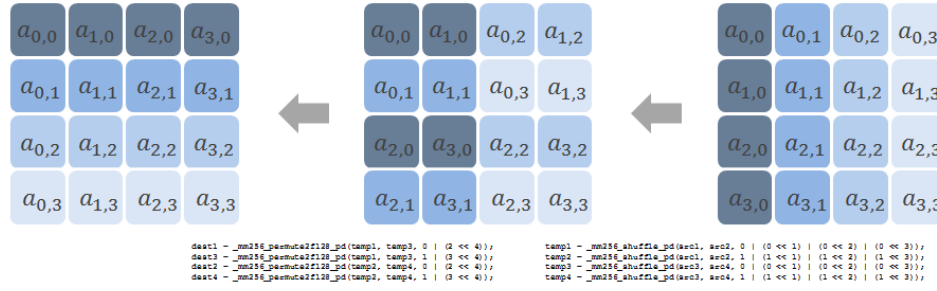 a0,0 a1,0 a2,0 a3,0 a0,0 a1,0 a0,2 a1,2 a0,0 a0,1 a0,2 a0,3
a0,1 a1,1 a2,1 a3,1 a0,1 a1,1 a0,3 a1,3 a1,0 a1,1 a1,2 a1,3
a0,2 a1,2 a2,2 a3,2 a2,0 a3,0 a2,2 a3,2 a2,0 a2,1 a2,2 a2,3
a0,3 a1,3 a2,3 a3,3 a2,1 a3,1 a2,3 a3,3 a3,0 a3,1 a3,2 a3,3
dest1 = _mm256_permute2f128_pd(temp1, temp3, 0 | (2 << 4)); temp1 = _mm256_shuffle_pd(src1, src2, 0 | (0 << 1) | (0 << 2) | (0 << 3));
dest3 = _mm256_permute2f128_pd(temp1, temp3, 1 | (3 << 4)); temp2 = _mm256_shuffle_pd(src1, src2, 1 | (1 << 1) | (1 << 2) | (1 << 3));
dest2 = _mm256_permute2f128_pd(temp2, temp4, 0 | (2 << 4)); temp3 = _mm256_shuffle_pd(src3, src4, 0 | (0 << 1) | (0 << 2) | (0 << 3));
dest4 = _mm256_permute2f128_pd(temp2, temp4, 1 | (3 << 4)); temp4 = _mm256_shuffle_pd(src3, src4, 1 | (1 << 1) | (1 << 2) | (1 << 3));